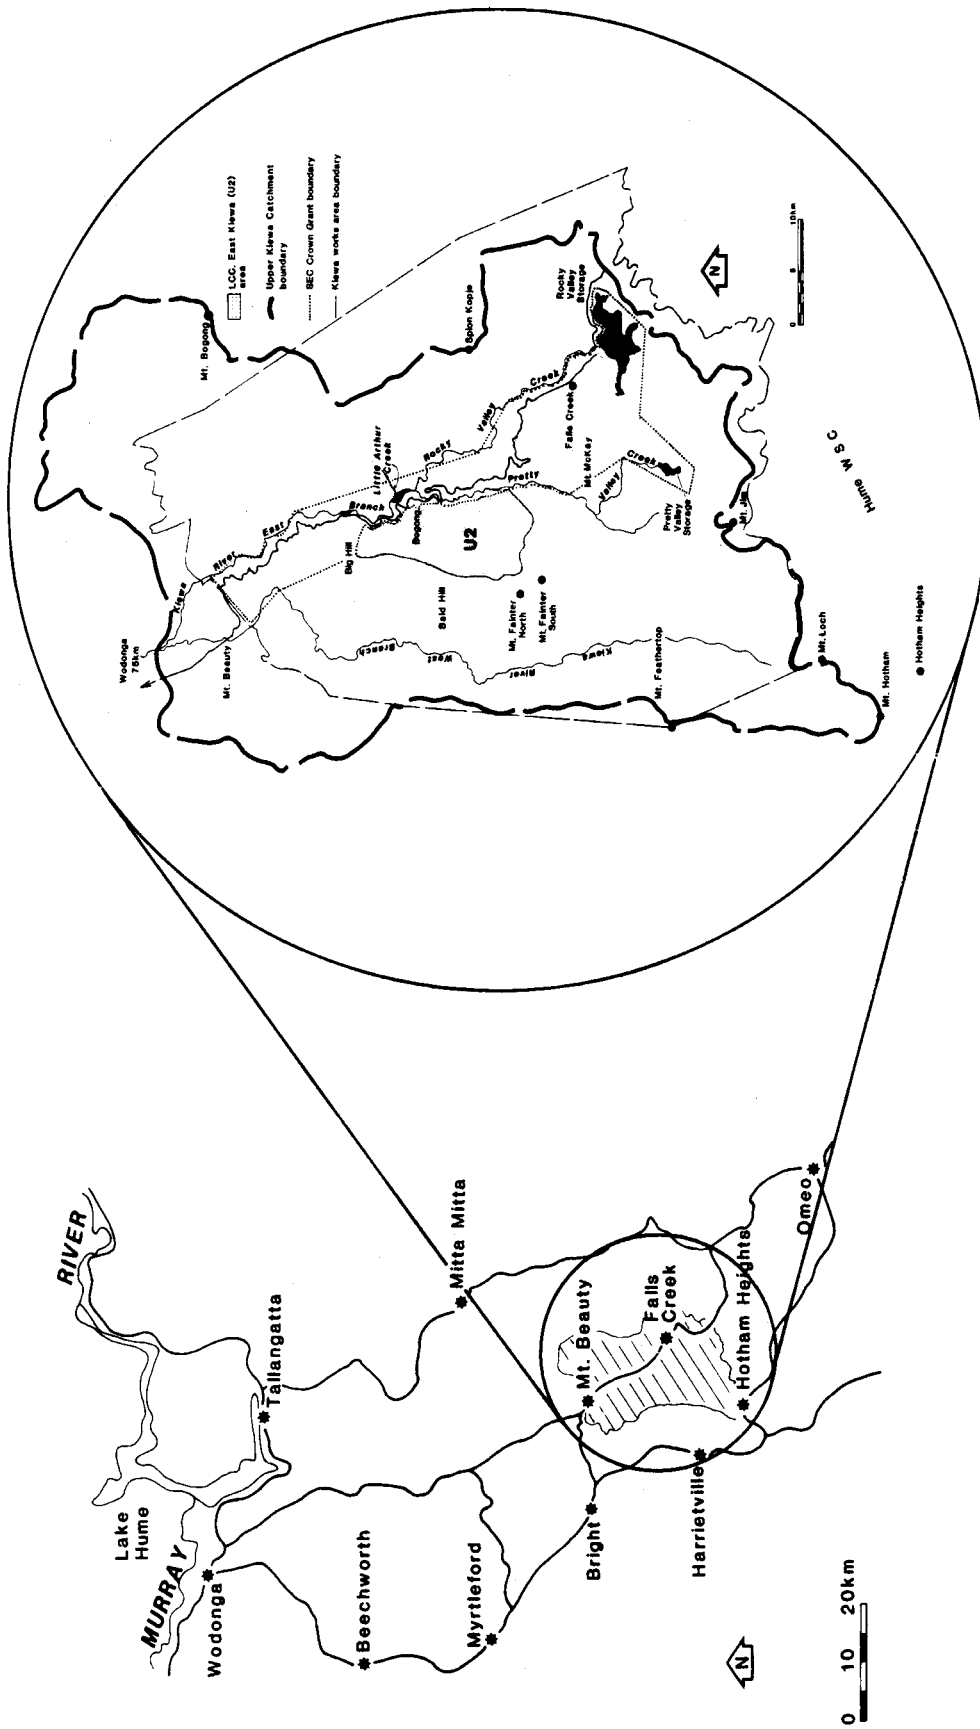 MURRAY
RIVER
Lake
Hume
Wodonga
Tallangatta
Beechworth
Mitta Mitta
Myrtleford
Bright
Mt. Beauty
Falls
Creek
Harrietville
Hotham Heights
Omeo
N
0 10 20km
LCC. East Kiewa (U2)
area
Upper Kiewa Catchment
boundary
SEC Crown Grant boundary
Kiewa works area boundary
Wodonga
75km
Mt. Bogong
Kiewa
River
East
Branch
Mt. Beauty
Little Arthur
Creek
Big Hill
Bogong
Rocky
Valley
Creek
Spion Kopje
U2
Bald Hill
Pretty
Valley
Creek
West
Branch
Kiewa
River
Mt. Fainter
North
Mt. Fainter
South
Falls Creek
Mt. McKay
Rocky
Valley
Storage
Pretty
Valley
Storage
Mt. Feathertop
Mt. Jim
Mt. Loch
Mt. Hotham
Hotham Heights
Hume W S C
N
0 5 10km